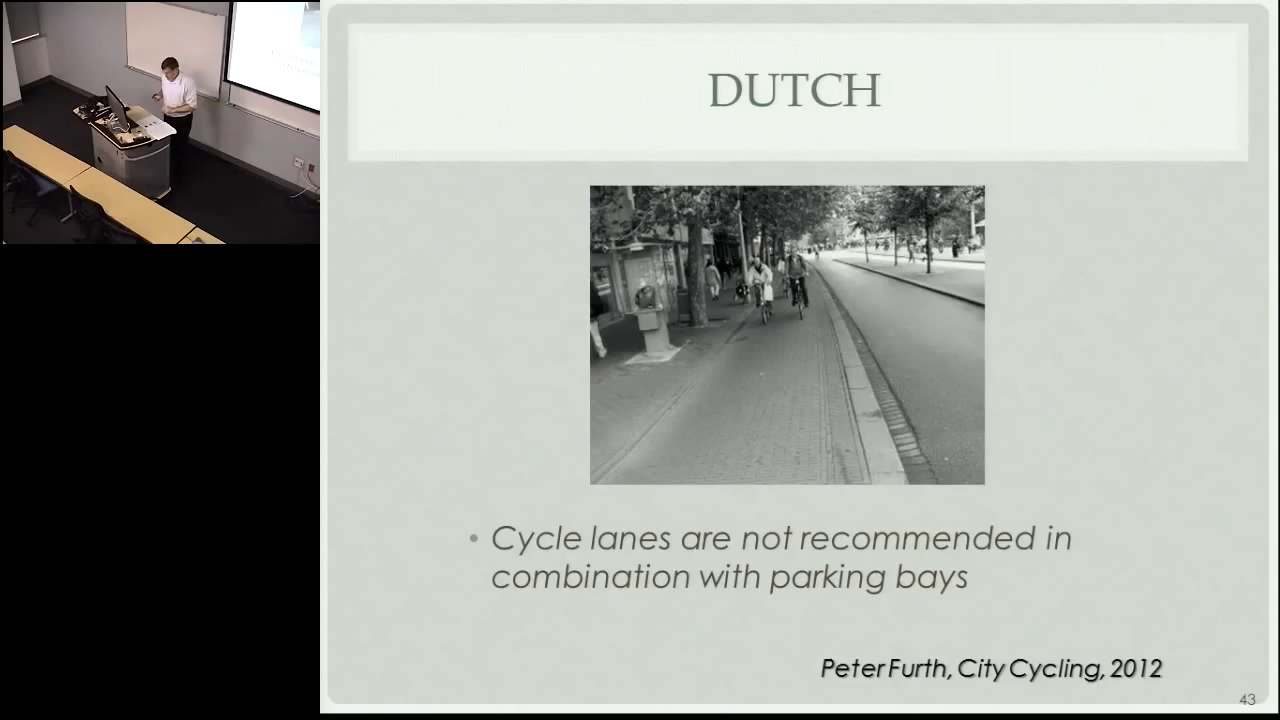 DUTCH
• Cycle lanes are not recommended in
combination with parking bays
Peter Furth, City Cycling, 2012
43